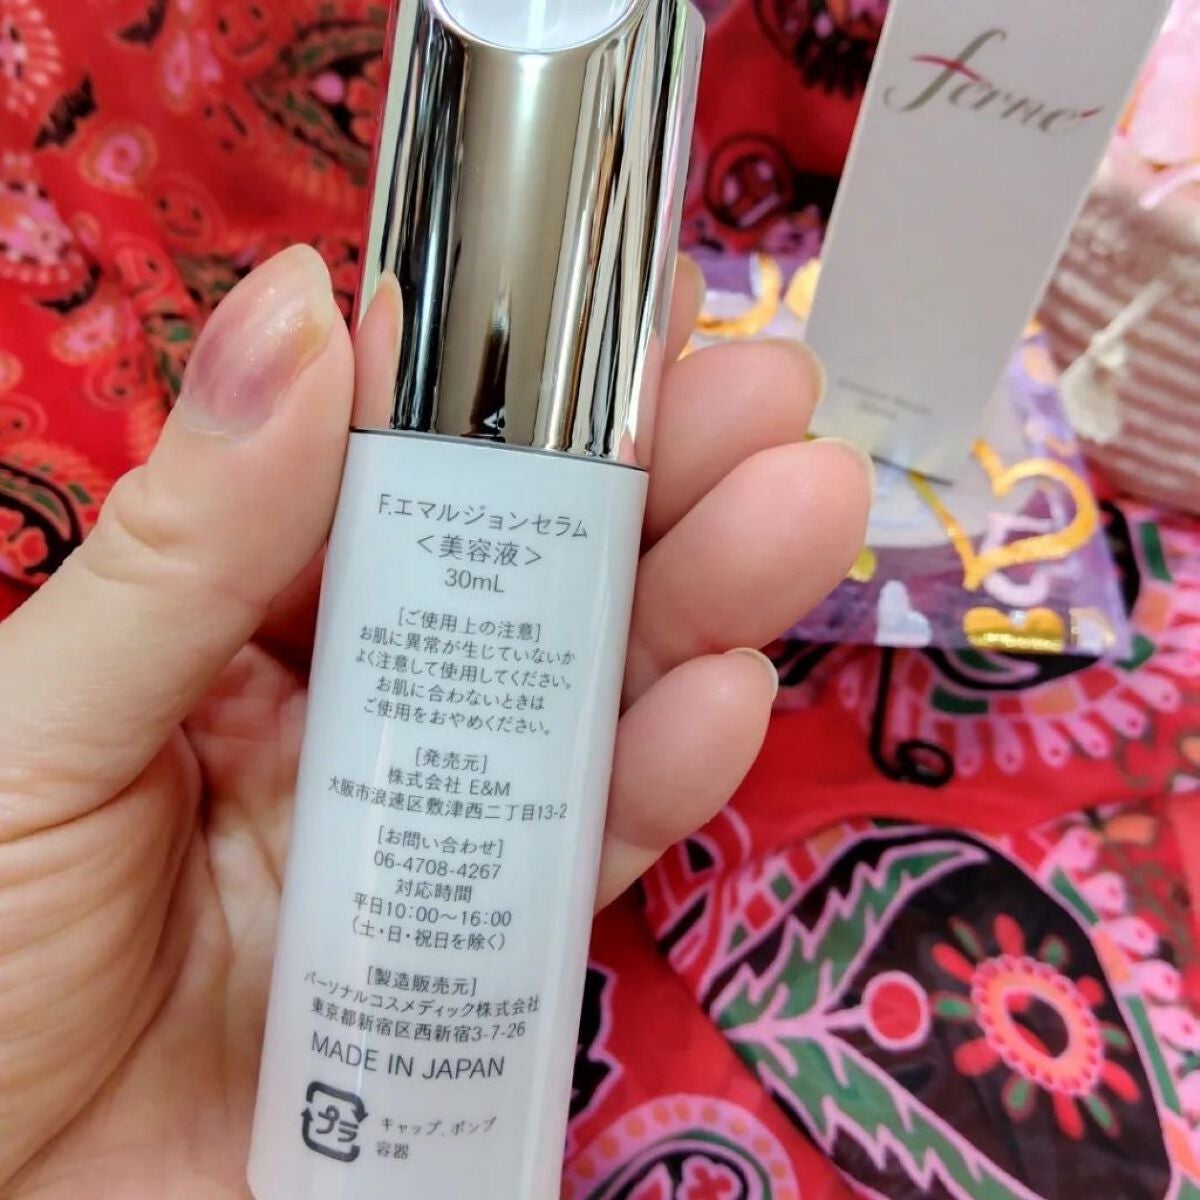 F.エマルジョンセラム
<美容液>
30mL
[ご使用上の注意]
お肌に異常が生じていないか
よく注意して使用してください。
お肌に合わないときは
ご使用をおやめください。
[発売元]
株式会社 E&M
大阪市浪速区敷津西二丁目13-2
[お問い合わせ]
06-4708-4267
対応時間
平日10:00〜16:00
(土・日・祝日を除く)
[製造販売元]
パーソナルコスメディック株式会社
東京都新宿区西新宿3-7-26
MADE IN JAPAN
プラ
キャップ、ポンプ
容器
ferné